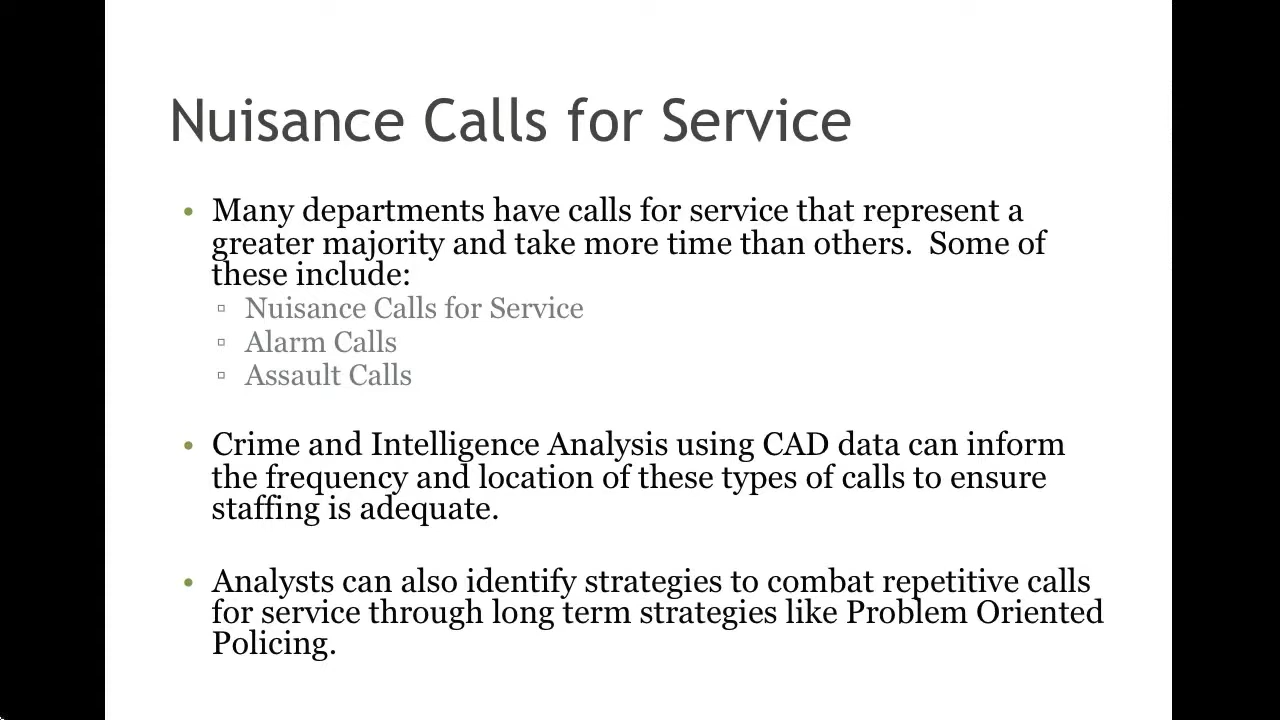 Nuisance Calls for Service
• Many departments have calls for service that represent a
greater majority and take more time than others.  Some of
these include:
▫ Nuisance Calls for Service
▫ Alarm Calls
▫ Assault Calls
• Crime and Intelligence Analysis using CAD data can inform
the frequency and location of these types of calls to ensure
staffing is adequate.
• Analysts can also identify strategies to combat repetitive calls
for service through long term strategies like Problem Oriented
Policing.